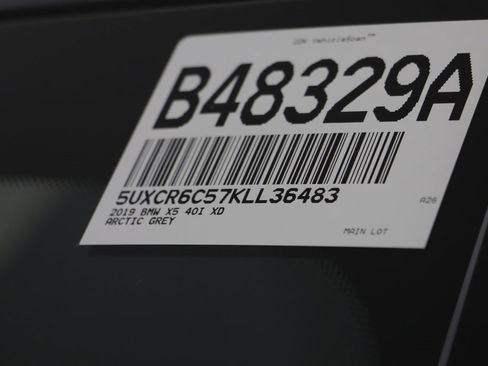 CDK VehicleScan™
B48329A
5UXCR6C57KLL36483
2019 BMW X5 40I XD
ARCTIC GREY
A26
MAIN LOT